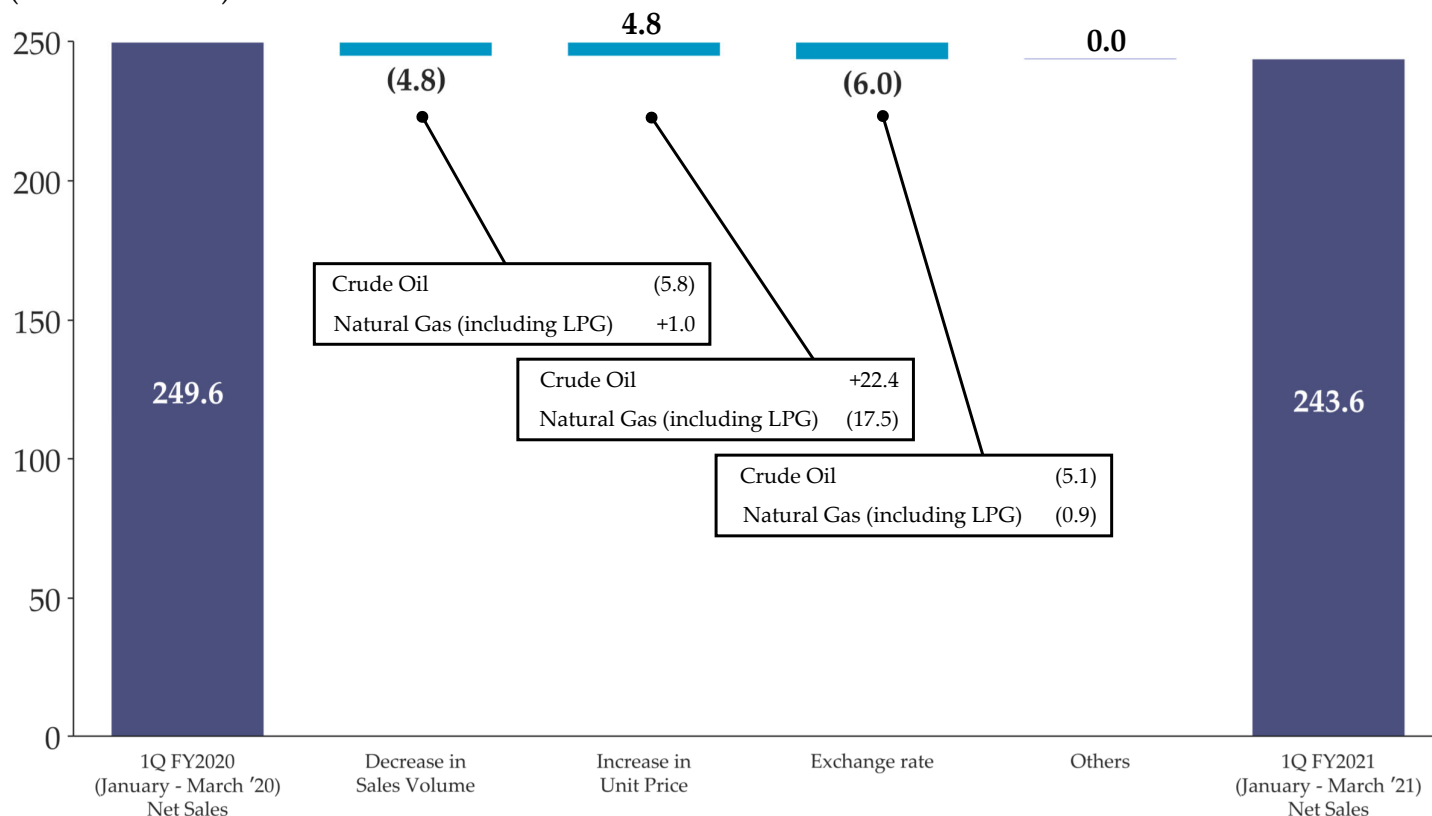 250
200
150
100
50
0
249.6
(4.8)
4.8
(6.0)
0.0
243.6
Crude Oil (5.8)
Natural Gas (including LPG) +1.0
Crude Oil +22.4
Natural Gas (including LPG) (17.5)
Crude Oil (5.1)
Natural Gas (including LPG) (0.9)
1Q FY2020
(January - March ′20)
Net Sales
Decrease in
Sales Volume
Increase in
Unit Price
Exchange rate
Others
1Q FY2021
(January - March ′21)
Net Sales